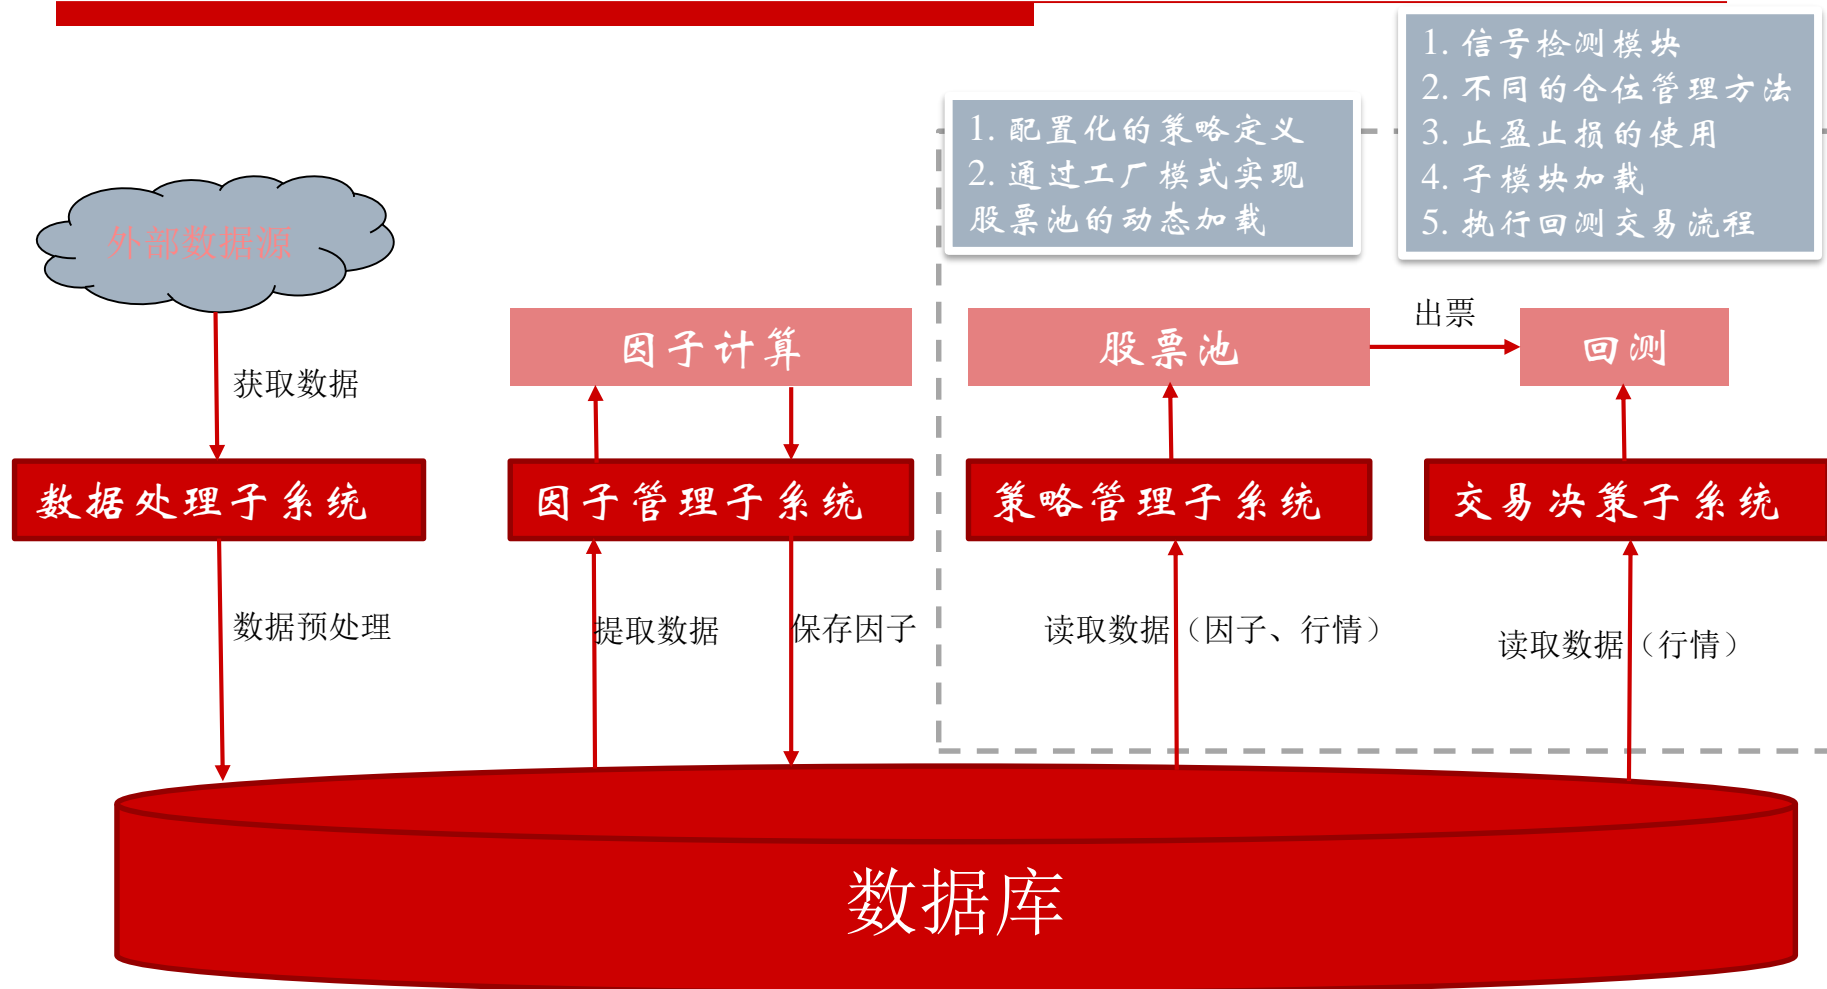 1. 信号检测模块
2. 不同的仓位管理方法
3. 止盈止损的使用
4. 子模块加载
5. 执行回测交易流程
1. 配置化的策略定义
2. 通过工厂模式实现
股票池的动态加载
外部数据源
因子计算
股票池
出票
回测
获取数据
数据处理子系统
因子管理子系统
策略管理子系统
交易决策子系统
数据预处理
提取数据
保存因子
读取数据（因子、行情）
读取数据（行情）
数据库